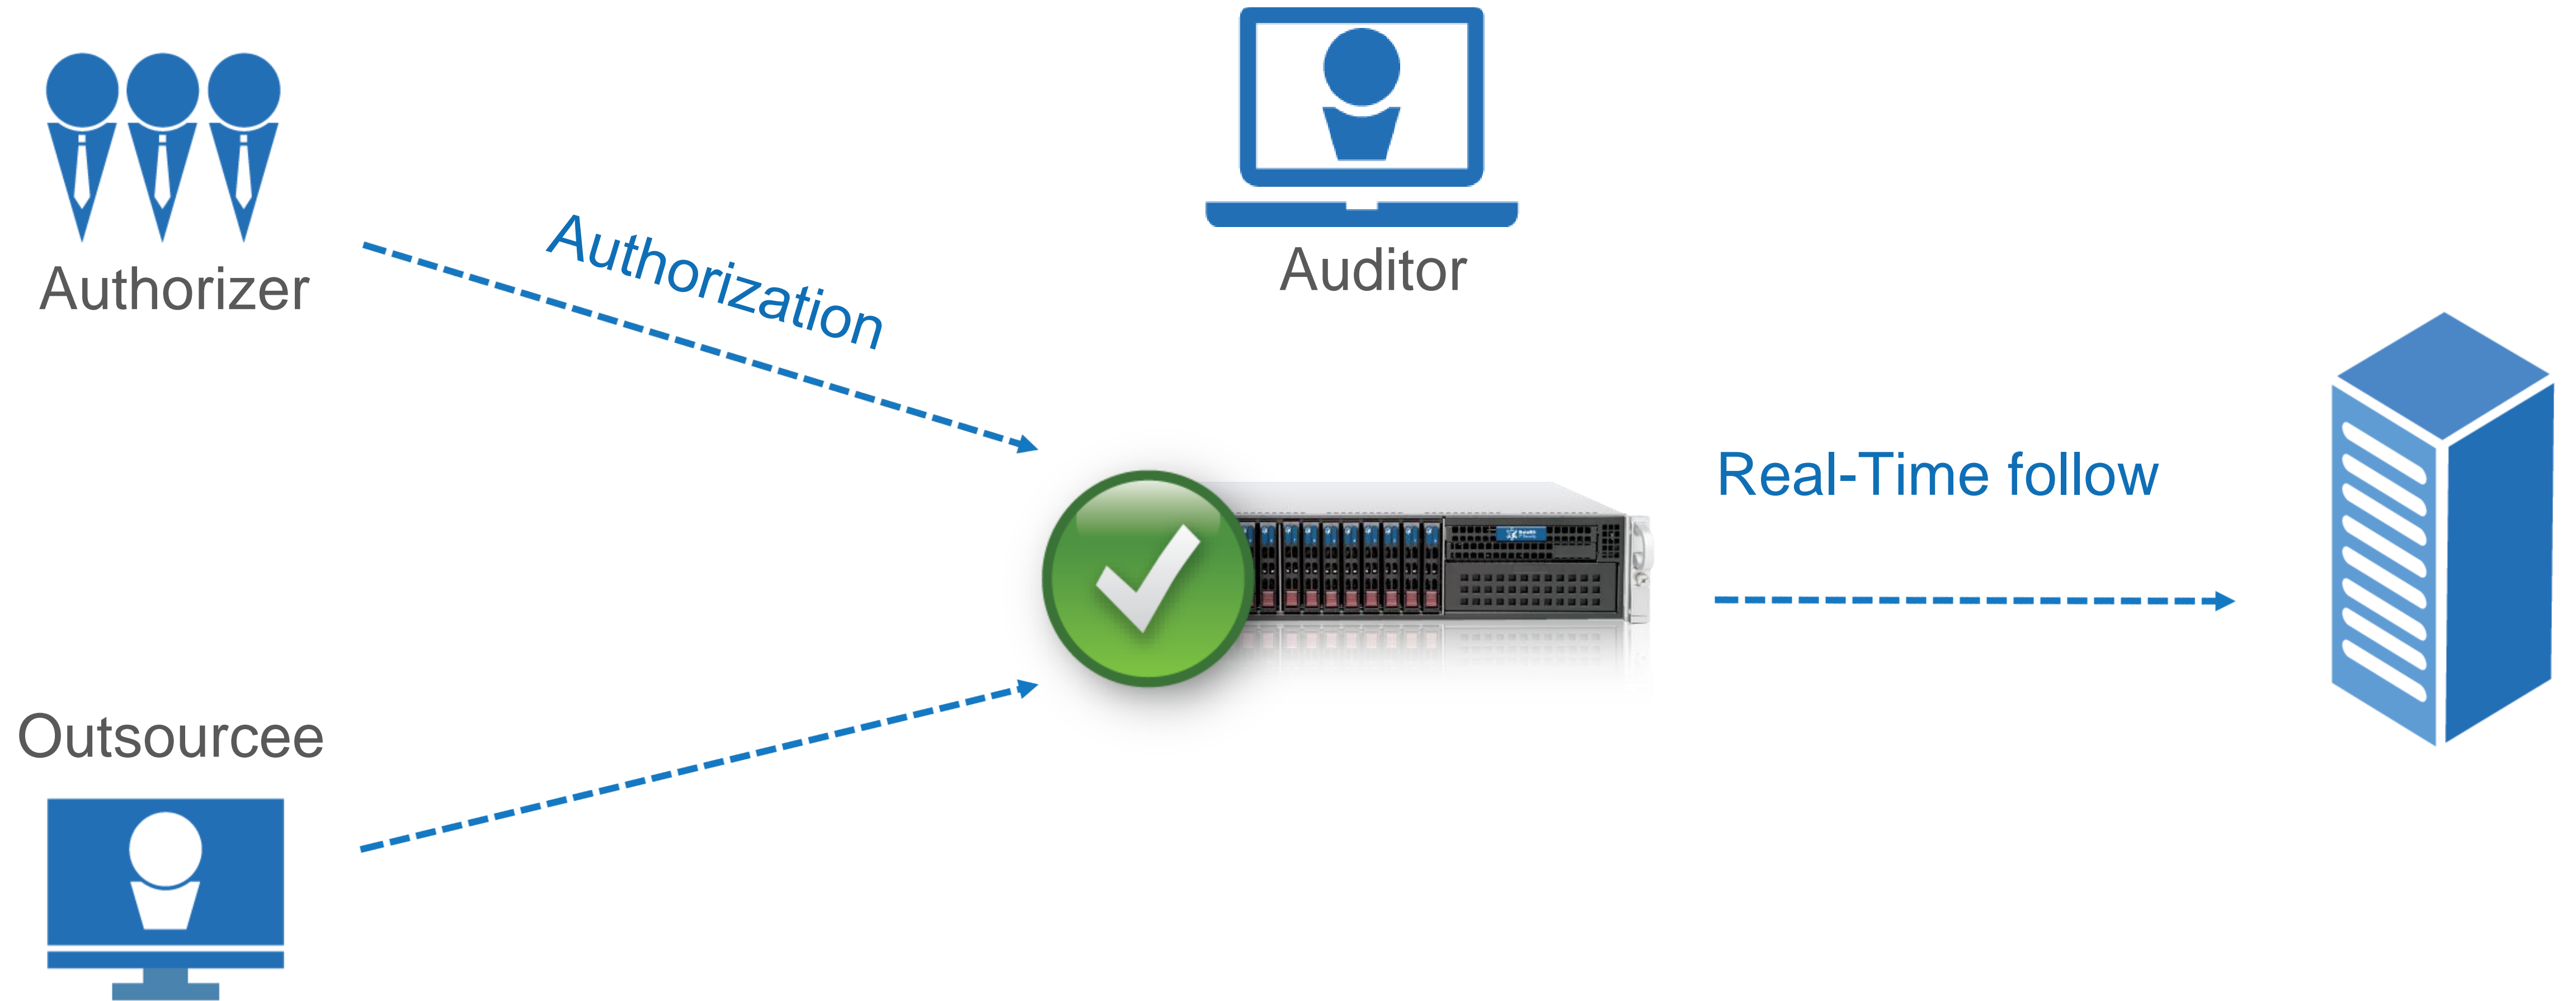 Auditor
Authorizer
Authorization
Real-Time follow
Outsourcee